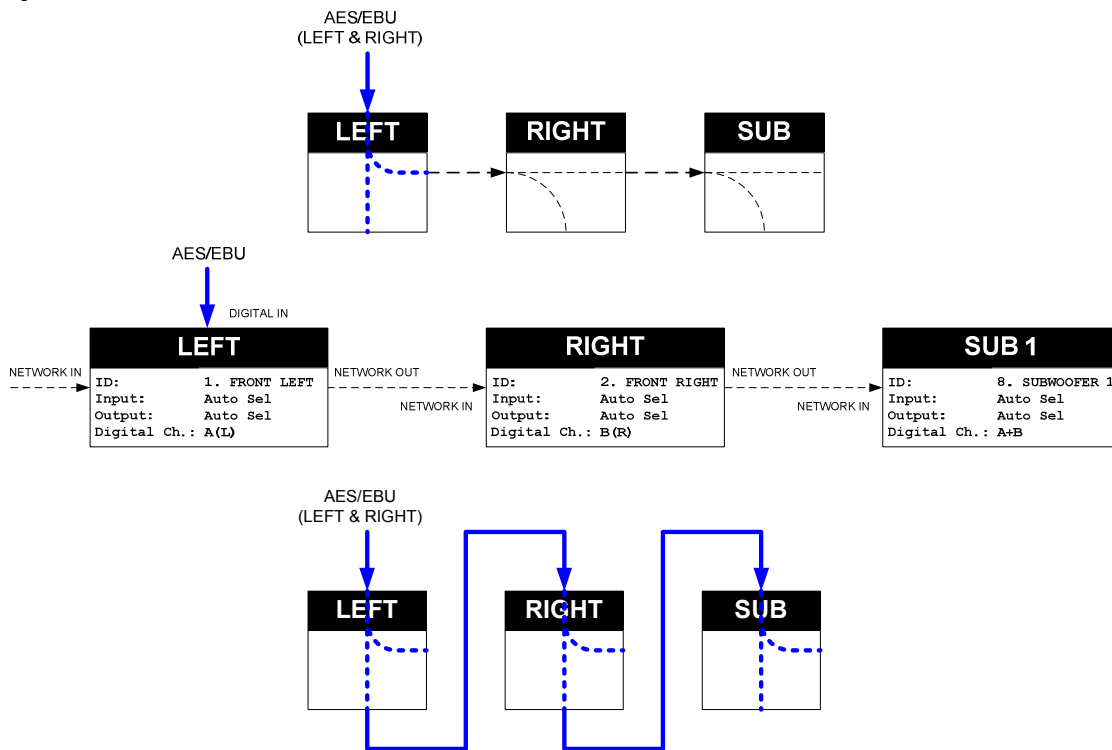 AES/EBU
(LEFT & RIGHT)
LEFT
RIGHT
SUB
AES/EBU
DIGITAL IN
LEFT
RIGHT
SUB 1
NETWORK IN
ID: 1. FRONT LEFT
Input: Auto Sel
Output: Auto Sel
Digital Ch.: A(L)
NETWORK OUT
NETWORK IN
ID: 2. FRONT RIGHT
Input: Auto Sel
Output: Auto Sel
Digital Ch.: B(R)
NETWORK OUT
NETWORK IN
ID: 8. SUBWOOFER 1
Input: Auto Sel
Output: Auto Sel
Digital Ch.: A+B
AES/EBU
(LEFT & RIGHT)
LEFT
RIGHT
SUB